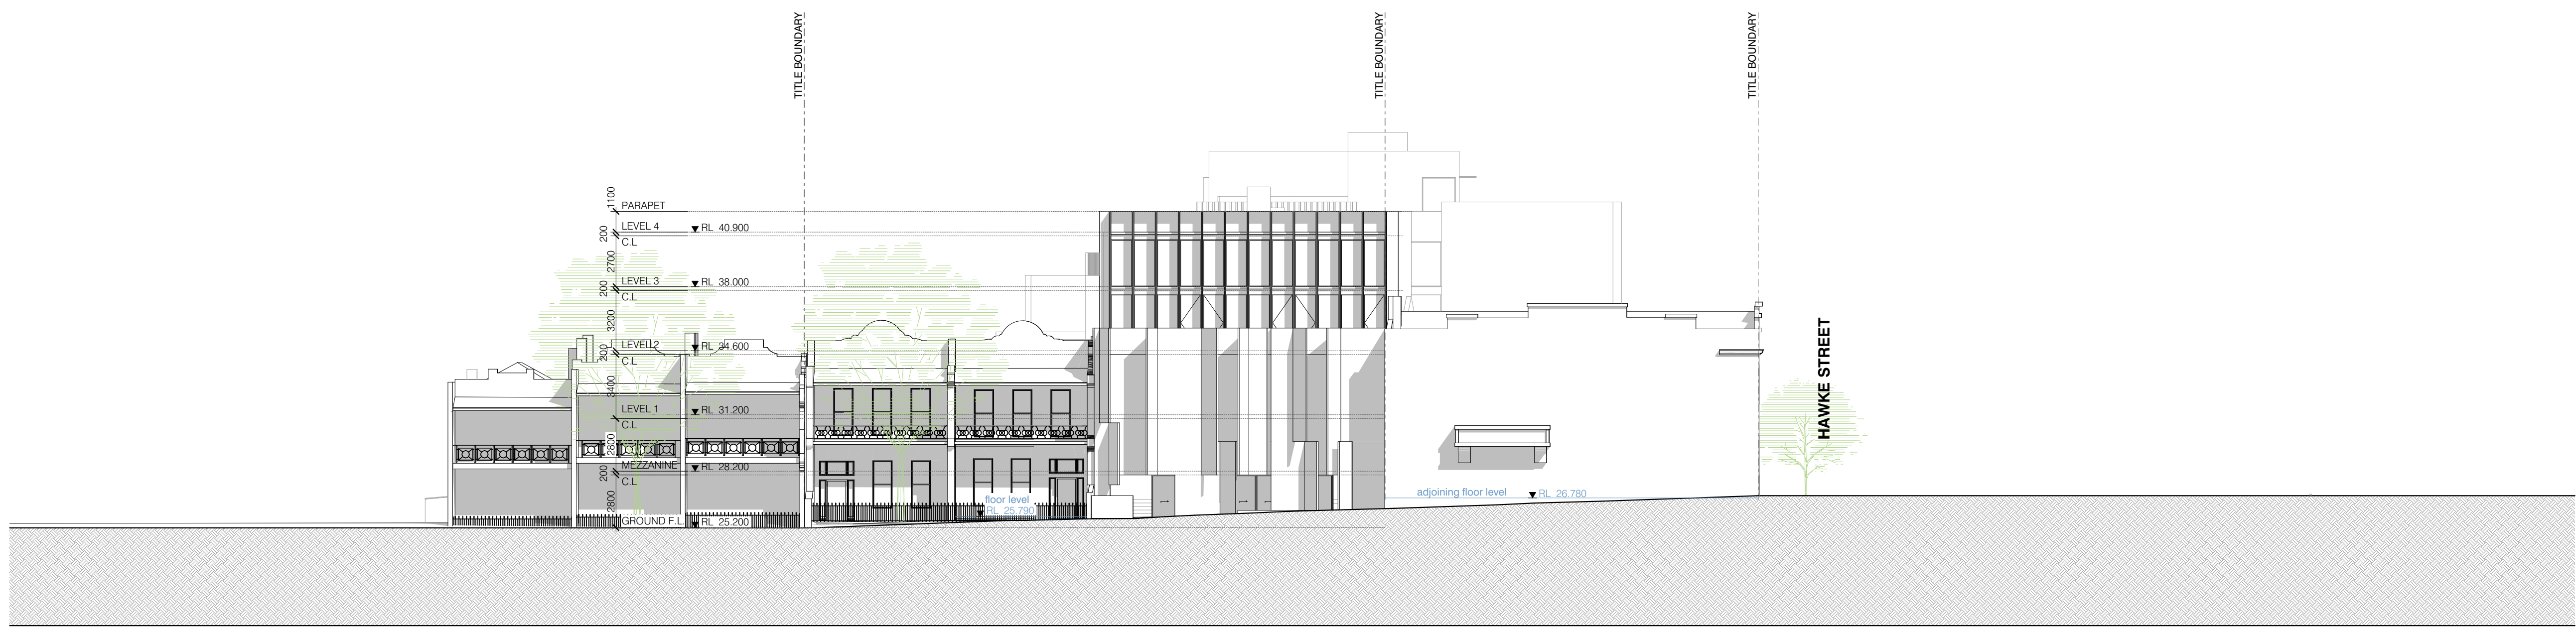 TITLE BOUNDARY
TITLE BOUNDARY
TITLE BOUNDARY
1100
PARAPET
LEVEL 4
RL 40.900
200
C.L
2700
LEVEL 3
RL 38.000
200
C.L
3200
LEVEL 2
RL 34.600
200
C.L
3400
LEVEL 1
RL 31.200
C.L
2800
MEZZANINE
RL 28.200
200
C.L
2800
GROUND F.L.
RL 25.200
floor level
RL 25.790
adjoining floor level
RL 26.780
HAWKE STREET